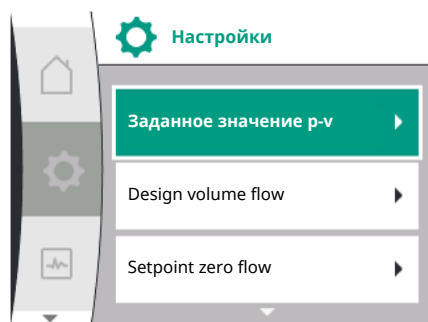 Настройки
Заданное значение p-v
Design volume flow
Setpoint zero flow